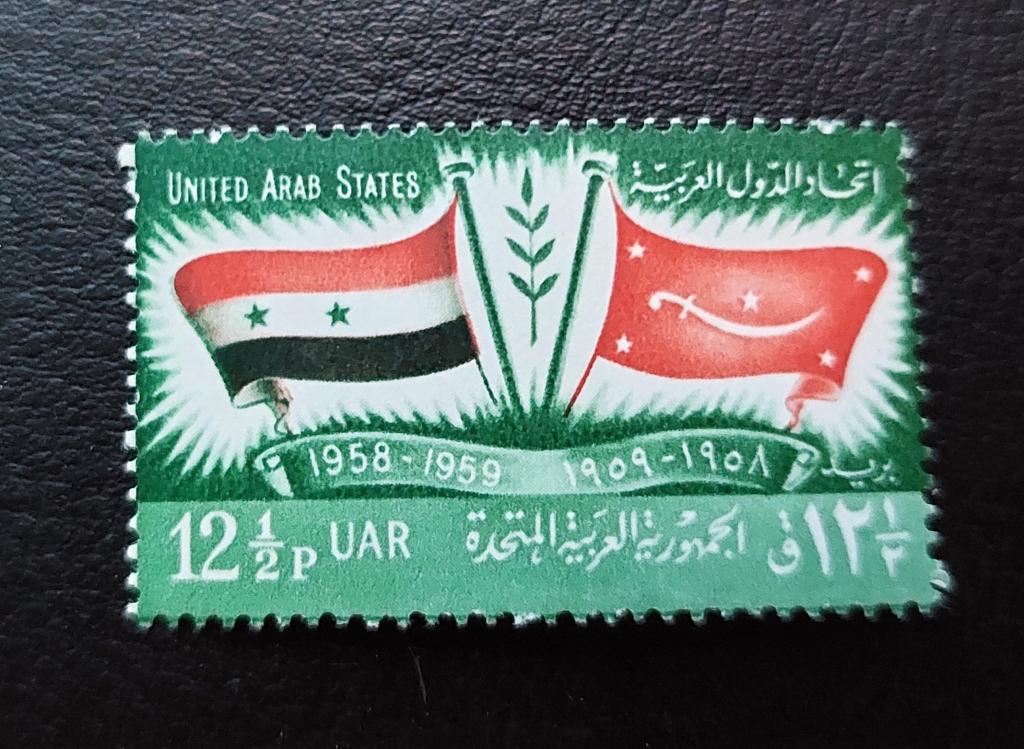 UNITED ARAB STATES
اتحاد الدول العربية
1958-1959
١٩٥٨-١٩٥٩
بريد
12 1/2 P UAR
الجمهورية العربية المتحدة
١٢ ١/٢ ق